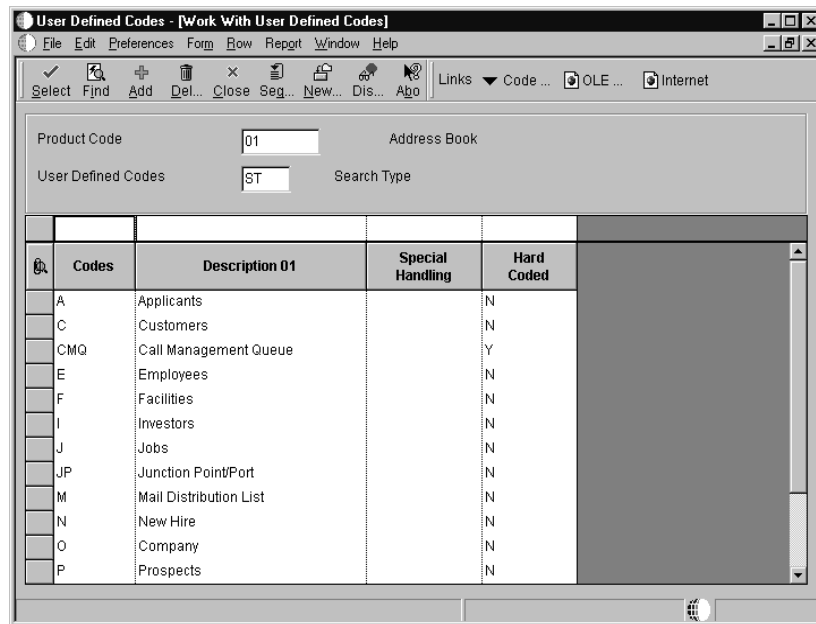 User Defined Codes - [Work With User Defined Codes]
File Edit Preferences Form Row Report Window Help
Select Find Add Del... Close Seq... New... Dis... Abo Links Code ... OLE ... Internet
Product Code 01 Address Book
User Defined Codes ST Search Type
Codes Description 01 Special Handling Hard Coded
A Applicants N
C Customers N
CMQ Call Management Queue Y
E Employees N
F Facilities N
I Investors N
J Jobs N
JP Junction Point/Port N
M Mail Distribution List N
N New Hire N
O Company N
P Prospects N